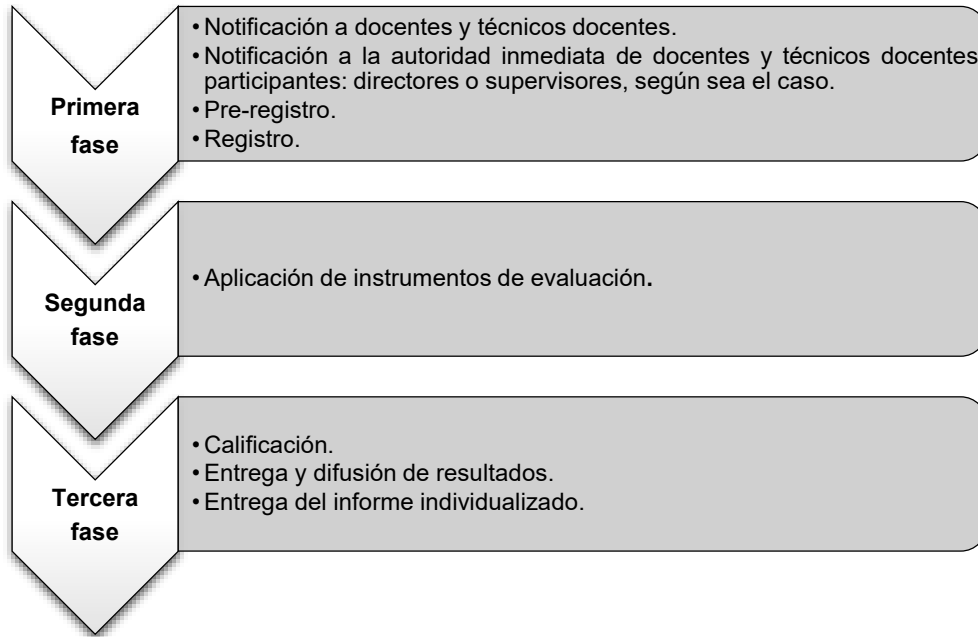 Primera
fase
• Notificación a docentes y técnicos docentes.
• Notificación a la autoridad inmediata de docentes y técnicos docentes
participantes: directores o supervisores, según sea el caso.
• Pre-registro.
• Registro.
Segunda
fase
• Aplicación de instrumentos de evaluación.
Tercera
fase
• Calificación.
• Entrega y difusión de resultados.
• Entrega del informe individualizado.